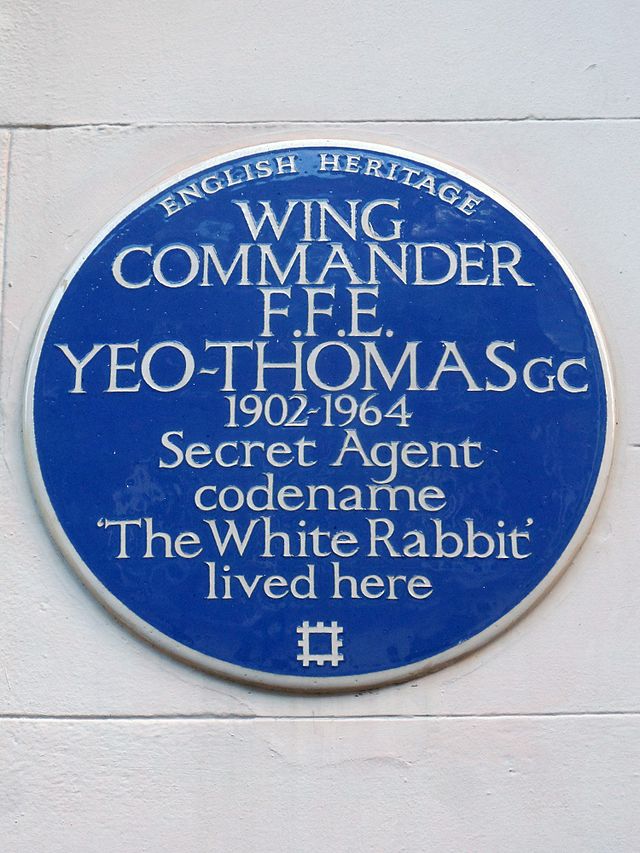 ENGLISH HERITAGE
WING
COMMANDER
F.F.E.
YEO-THOMAS GC
1902-1964
Secret Agent
codename
'The White Rabbit'
lived here